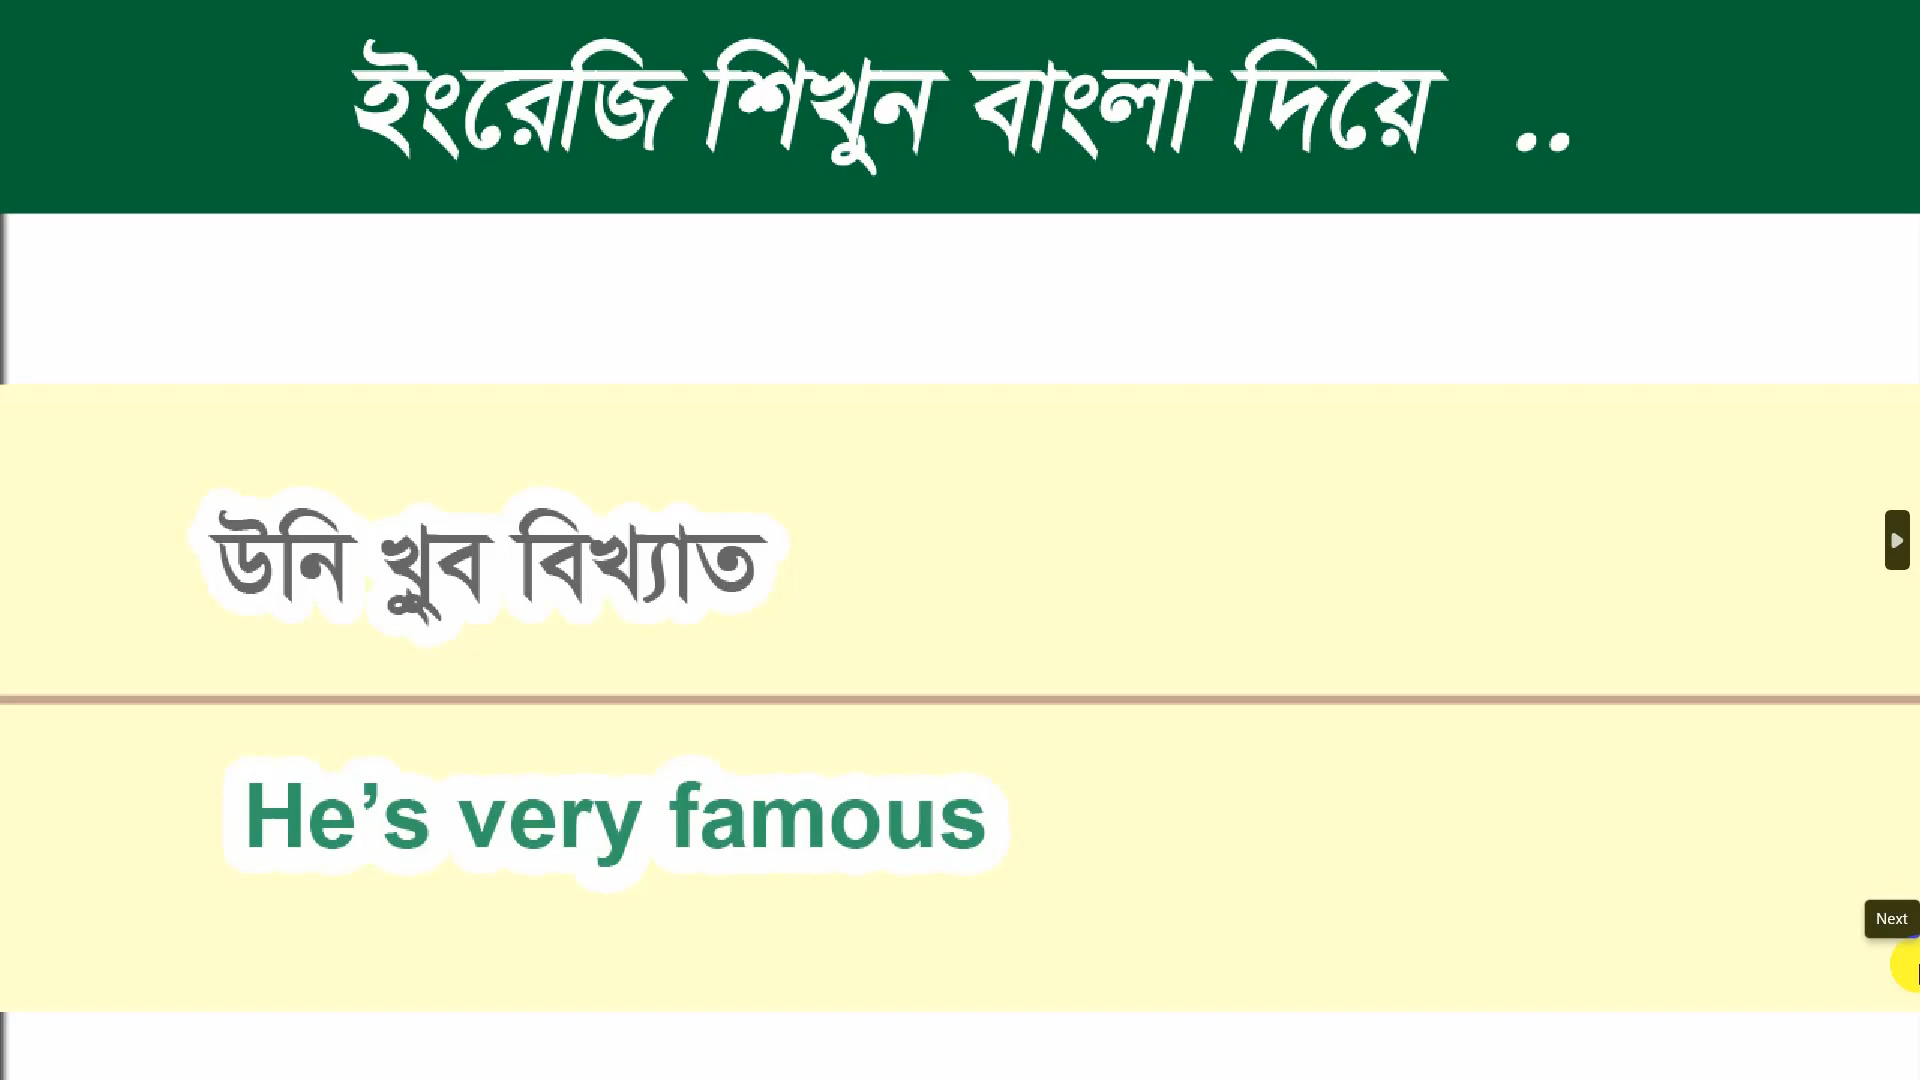 ইংরেজি শিখুন বাংলা দিয়ে ..
উনি খুব বিখ্যাত
He’s very famous
Next